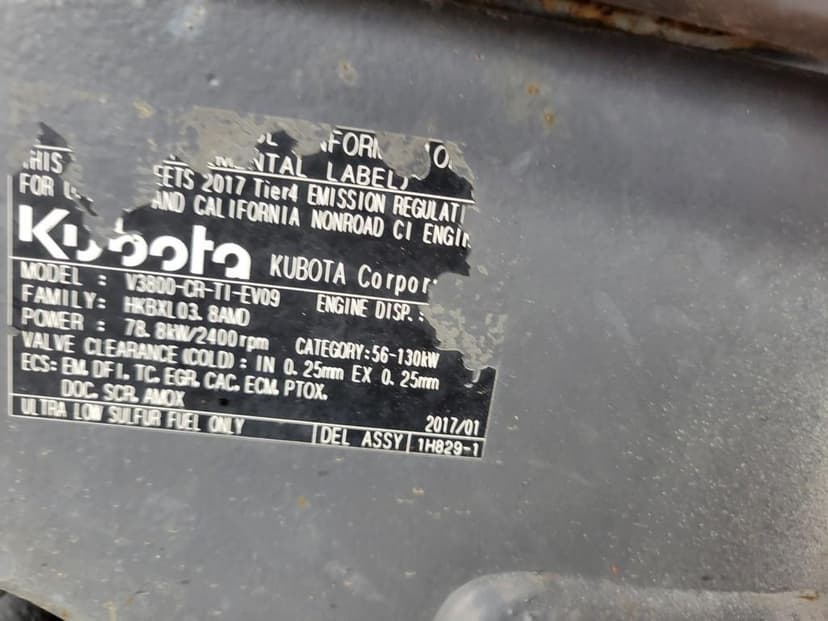 THIS
LABEL)
FOR EETS 2017 Tier4 EMISSION REGULATI
AND CALIFORNIA NONROAD CI ENGIN
Kubota KUBOTA Corpor
MODEL : V3800-CR-TI-EV09 ENGINE DISP.:
FAMILY: HKBXL03.8AMD
POWER : 78.8kW/2400rpm CATEGORY:56-130kW
VALVE CLEARANCE(COLD): IN 0.25mm EX 0.25mm
ECS: EM, DFI, TC, EGR, CAC, ECM, PTOX,
DOC, SCR, AMOX 2017/01
ULTRA LOW SULFUR FUEL ONLY DEL ASSY 1H829-1